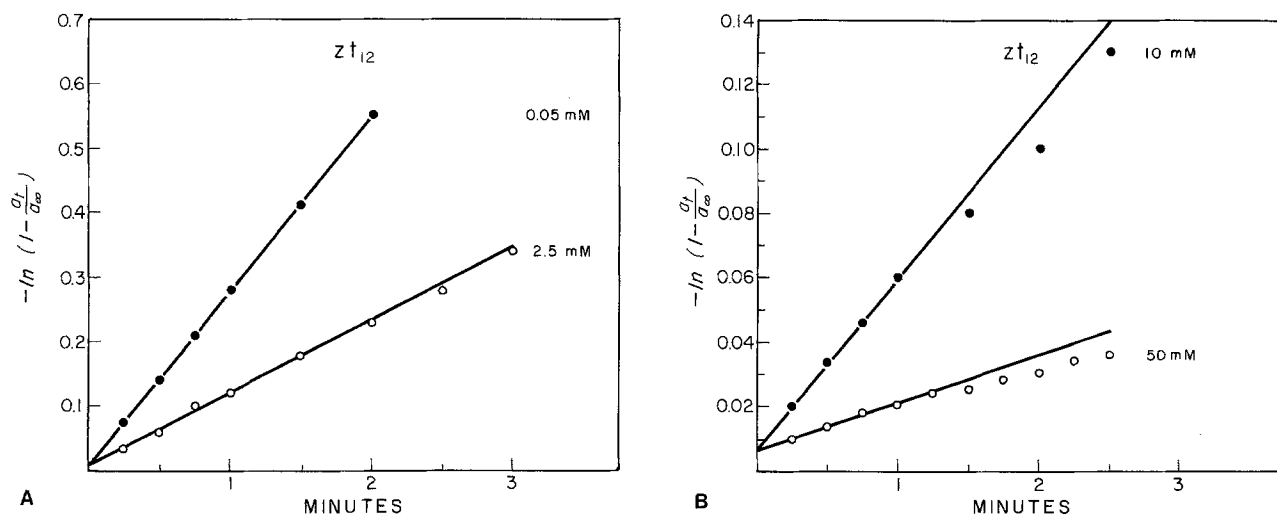 0.7
0.6
0.5
0.4
0.3
0.2
0.1
-ln (1- at/a∞)
zt12
0.05 mM
2.5 mM
1 2 3
A MINUTES
0.14
0.12
0.10
0.08
0.06
0.04
0.02
0.00
-ln (1- at/a∞)
zt12
10 mM
50 mM
1 2 3
B MINUTES